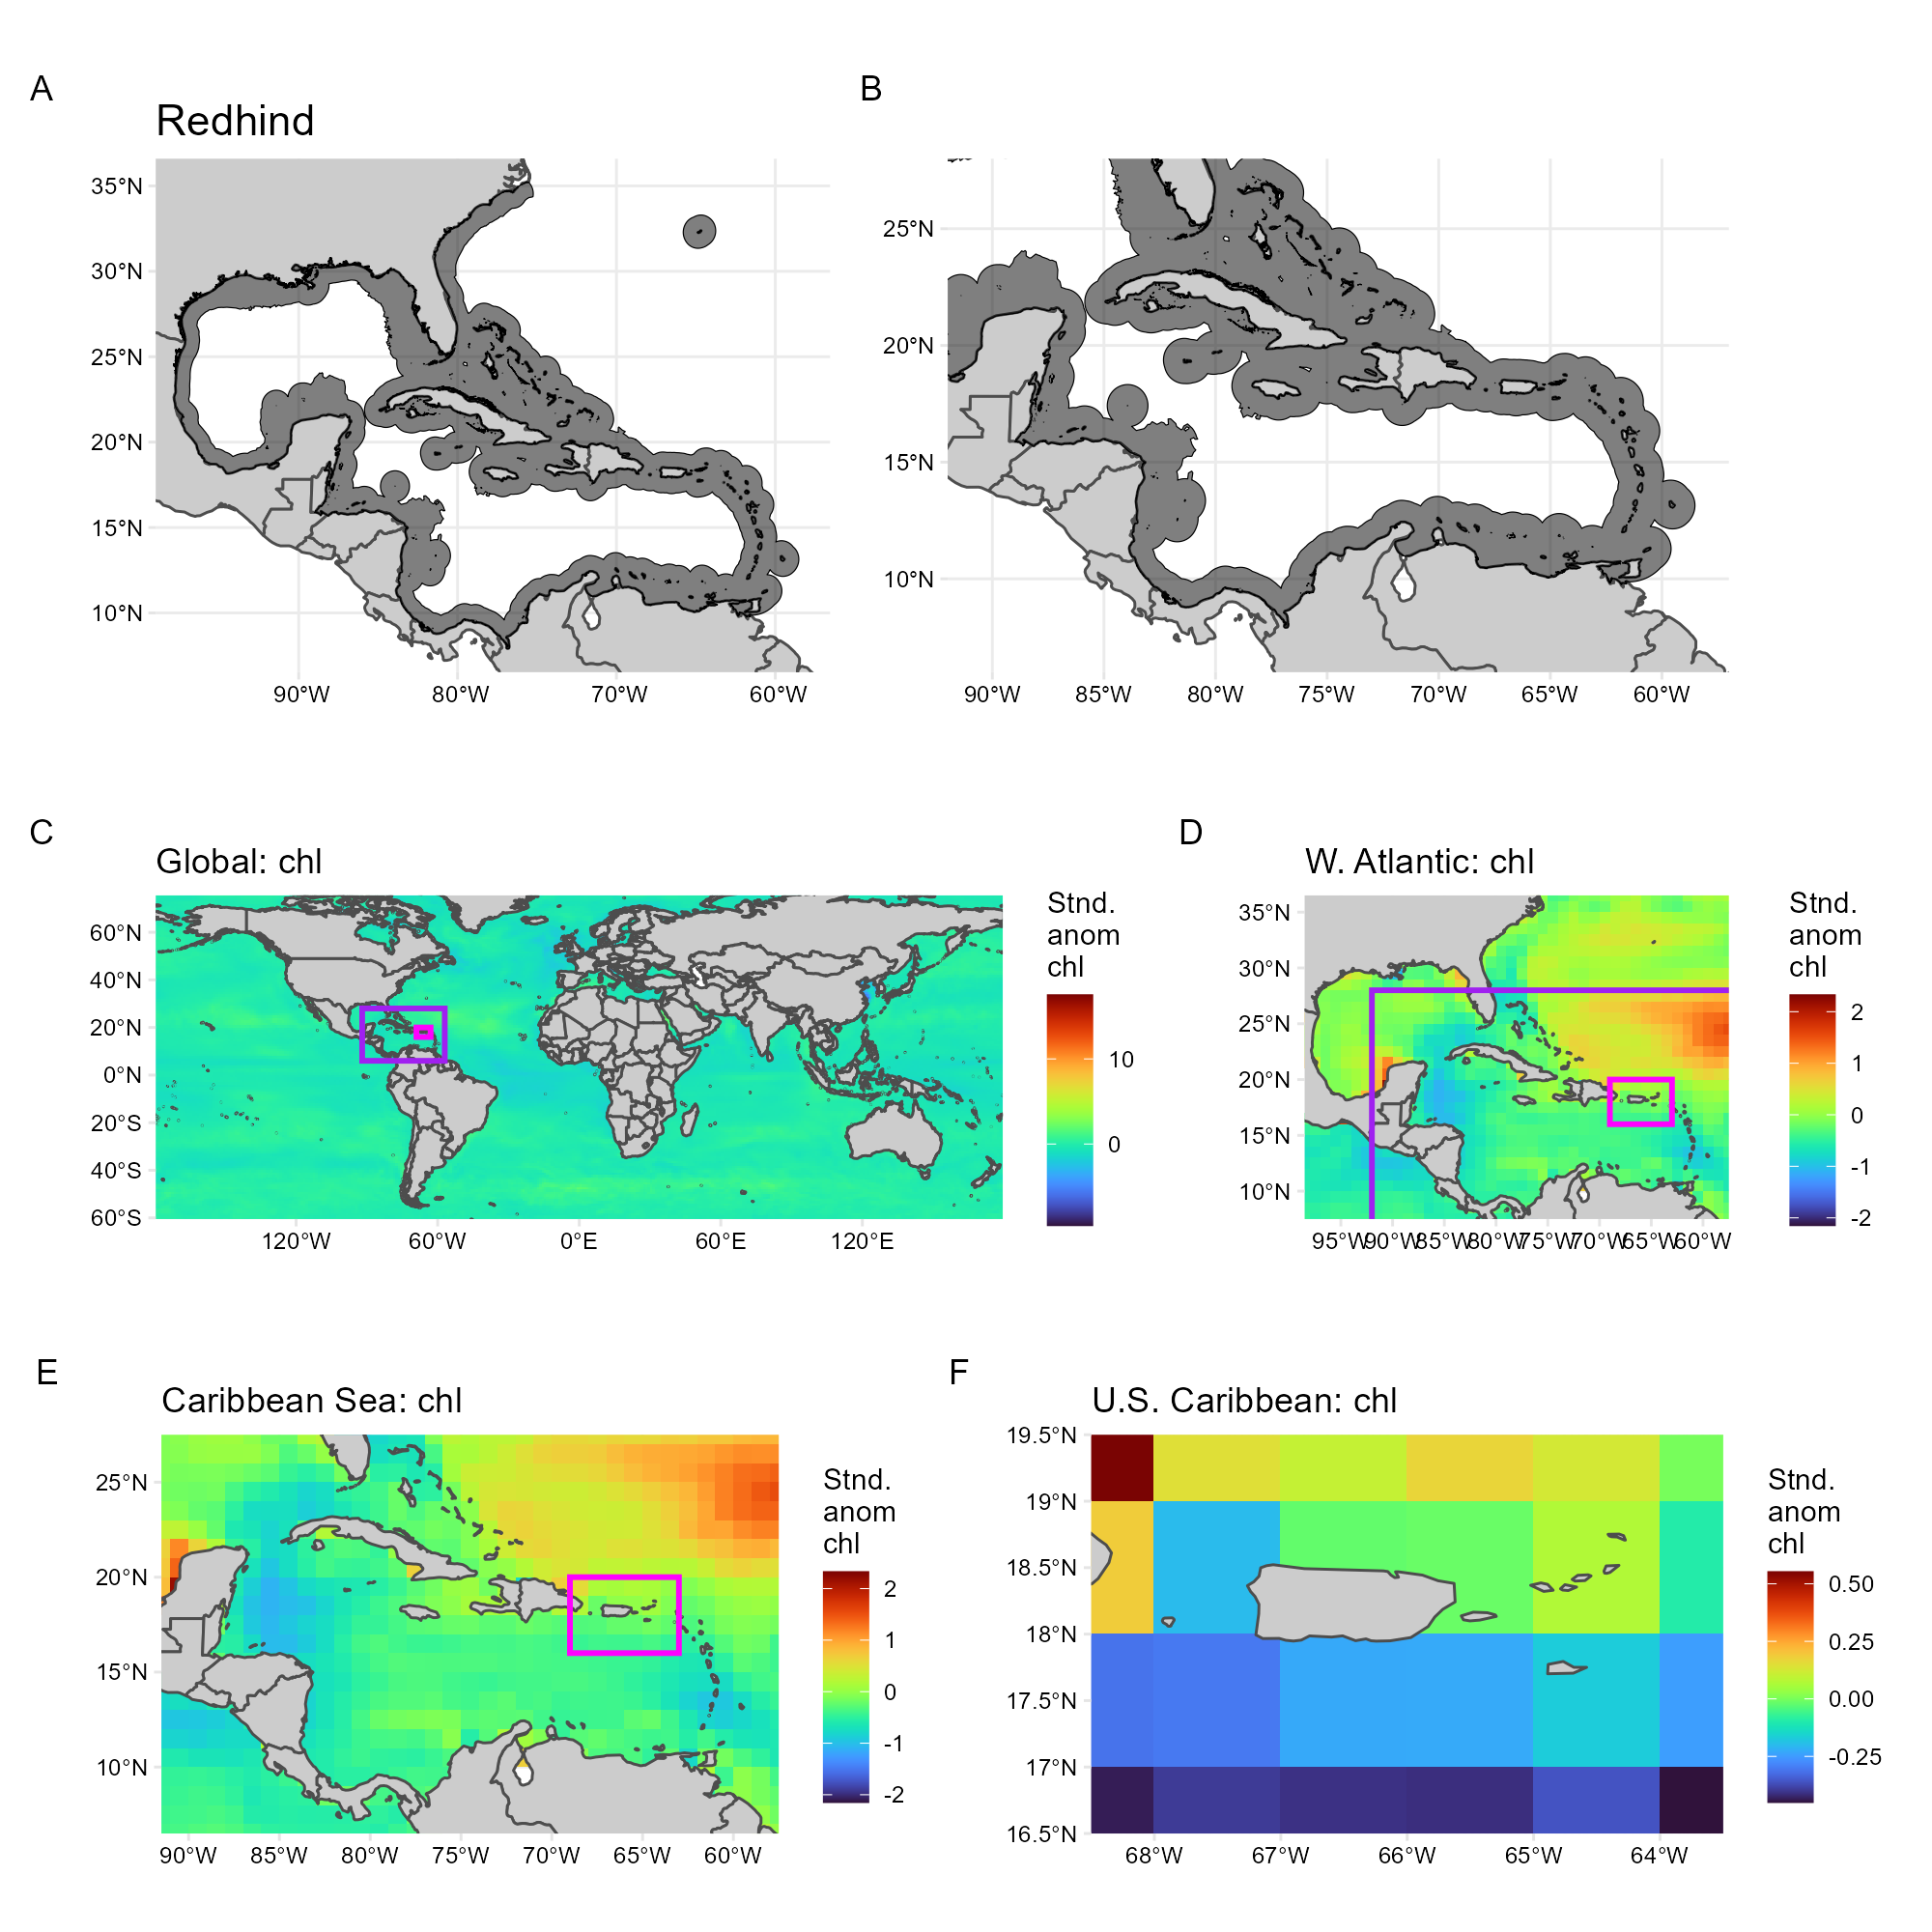 A
B
Redhind
35°N
30°N
25°N
20°N
15°N
10°N
90°W 80°W 70°W 60°W
25°N
20°N
15°N
10°N
90°W 85°W 80°W 75°W 70°W 65°W 60°W
C
Global: chl
60°N
40°N
20°N
0°N
20°S
40°S
60°S
120°W 60°W 0°E 60°E 120°E
Stnd.
anom
chl
10
0
D
W. Atlantic: chl
35°N
30°N
25°N
20°N
15°N
10°N
95°W 90°W 85°W 80°W 75°W 70°W 65°W 60°W
Stnd.
anom
chl
2
1
0
-1
-2
E
Caribbean Sea: chl
25°N
20°N
15°N
10°N
90°W 85°W 80°W 75°W 70°W 65°W 60°W
Stnd.
anom
chl
2
1
0
-1
-2
F
U.S. Caribbean: chl
19.5°N
19°N
18.5°N
18°N
17.5°N
17°N
16.5°N
68°W 67°W 66°W 65°W 64°W
Stnd.
anom
chl
0.50
0.25
0.00
-0.25